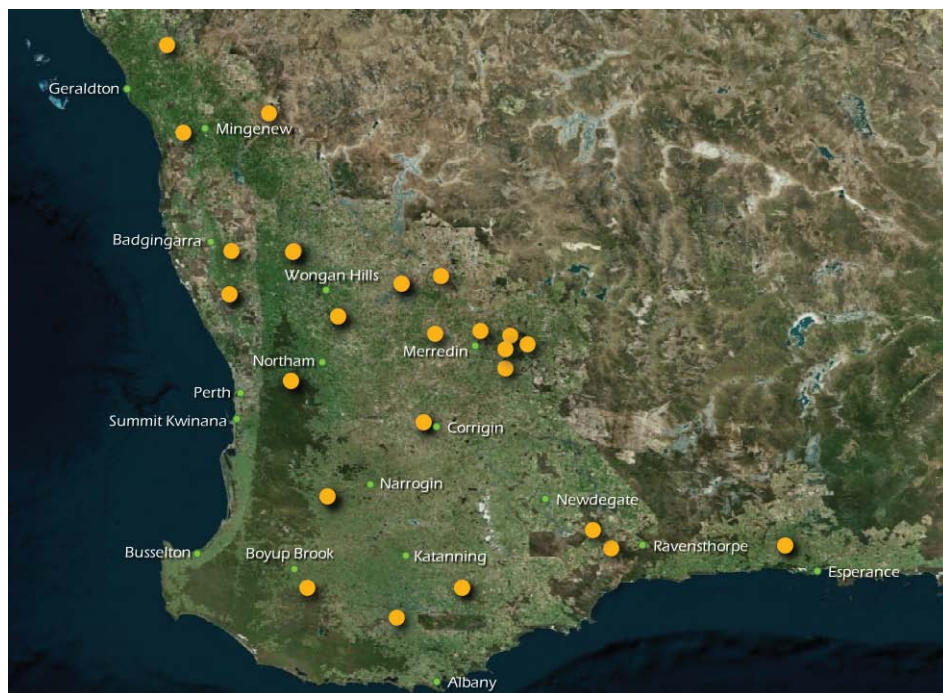 Geraldton
Mingenew
Badgingarra
Wongan Hills
Merredin
Northam
Perth
Summit Kwinana
Corrigin
Narrogin
Newdegate
Busselton
Boyup Brook
Katanning
Ravensthorpe
Esperance
Albany